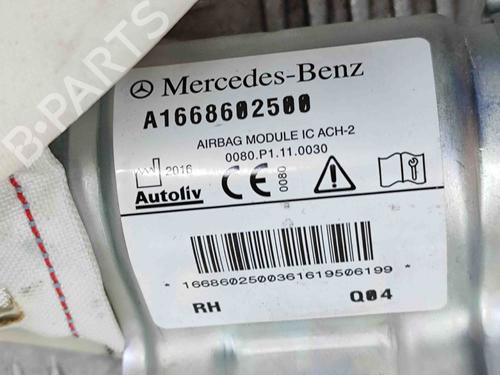 B-PARTS
Mercedes-Benz
A1668602500
AIRBAG MODULE IC ACH-2
0080.P1.11.0030
2016
Autoliv
CE
0080
* 1668602500361619506199 *
RH Q04